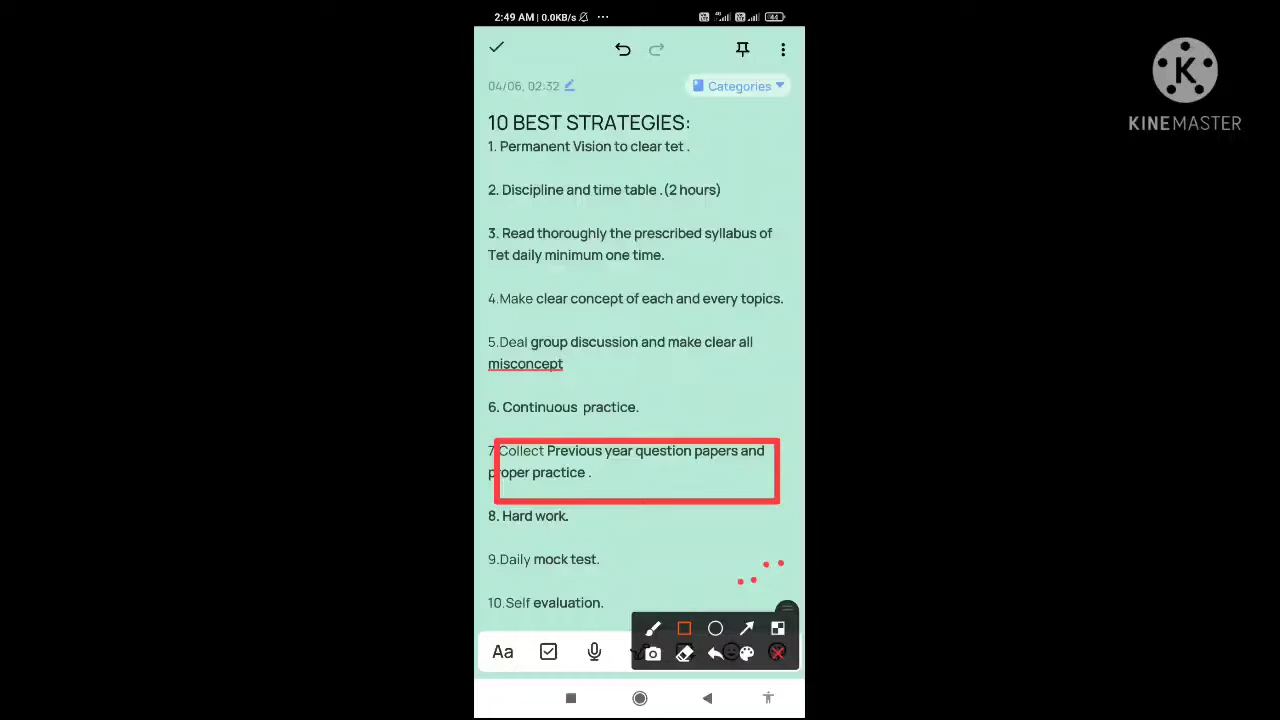 2:49 AM | 0.0KB/s
44
04/06, 02:32
Categories
10 BEST STRATEGIES:
1. Permanent Vision to clear tet .
2. Discipline and time table .(2 hours)
3. Read thoroughly the prescribed syllabus of
Tet daily minimum one time.
4.Make clear concept of each and every topics.
5.Deal group discussion and make clear all
misconcept
6. Continuous practice.
7.Collect Previous year question papers and
proper practice .
8. Hard work.
9.Daily mock test.
10.Self evaluation.
Aa
K
KINEMASTER